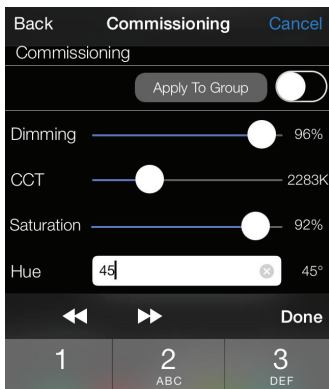 Back Commissioning Cancel
Commissioning
Apply To Group
Dimming 96%
CCT 2283K
Saturation 92%
Hue 45 45°
Done
1 2 3
ABC DEF